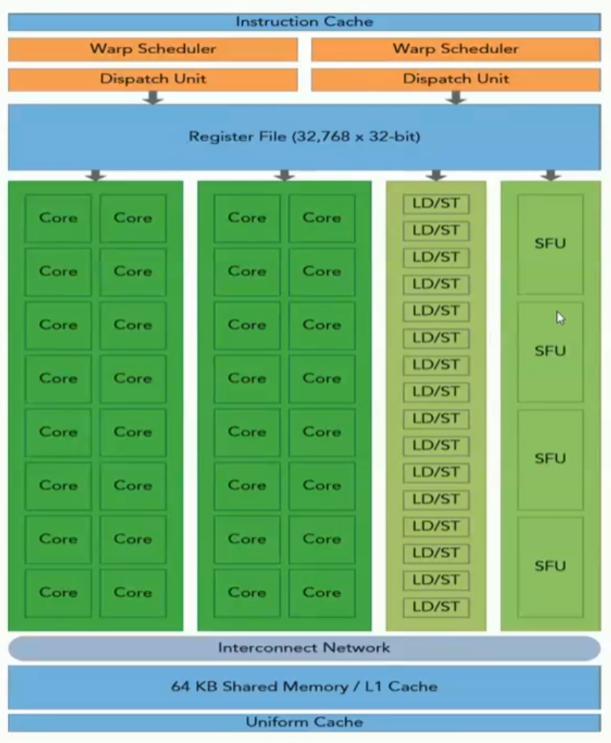 Instruction Cache
Warp Scheduler Warp Scheduler
Dispatch Unit Dispatch Unit
Register File (32,768 x 32-bit)
Core Core Core Core LD/ST
LD/ST SFU
Core Core Core Core LD/ST
LD/ST
Core Core Core Core LD/ST
LD/ST SFU
Core Core Core Core LD/ST
LD/ST
Core Core Core Core LD/ST
LD/ST SFU
Core Core Core Core LD/ST
LD/ST
Core Core Core Core LD/ST
LD/ST SFU
Core Core Core Core LD/ST
LD/ST
Interconnect Network
64 KB Shared Memory / L1 Cache
Uniform Cache